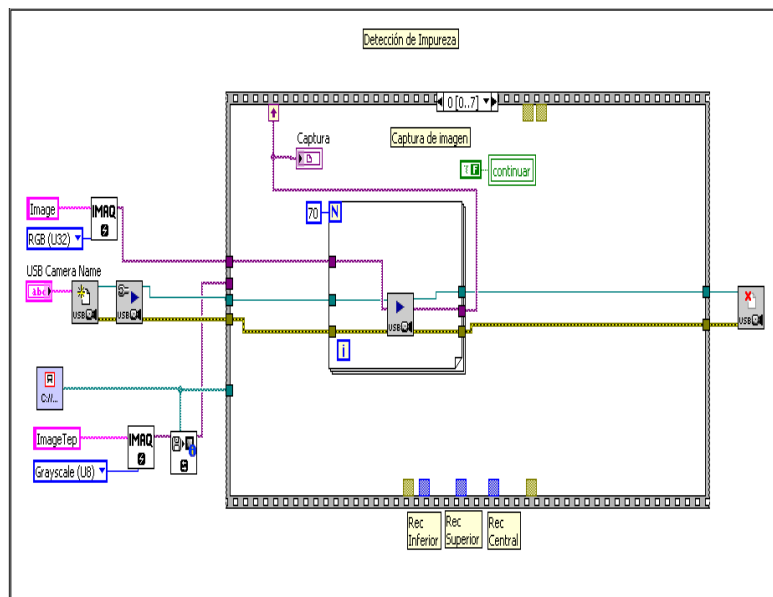 Detección de Impureza
0 [0..7]
Captura
Captura de imagen
F
continuar
70
N
Image
IMAQ
RGB (U32)
USB Camera Name
abc
USB
USB
USB
USB
i
C://...
ImageTep
IMAQ
Grayscale (U8)
Rec
Inferior
Rec
Superior
Rec
Central